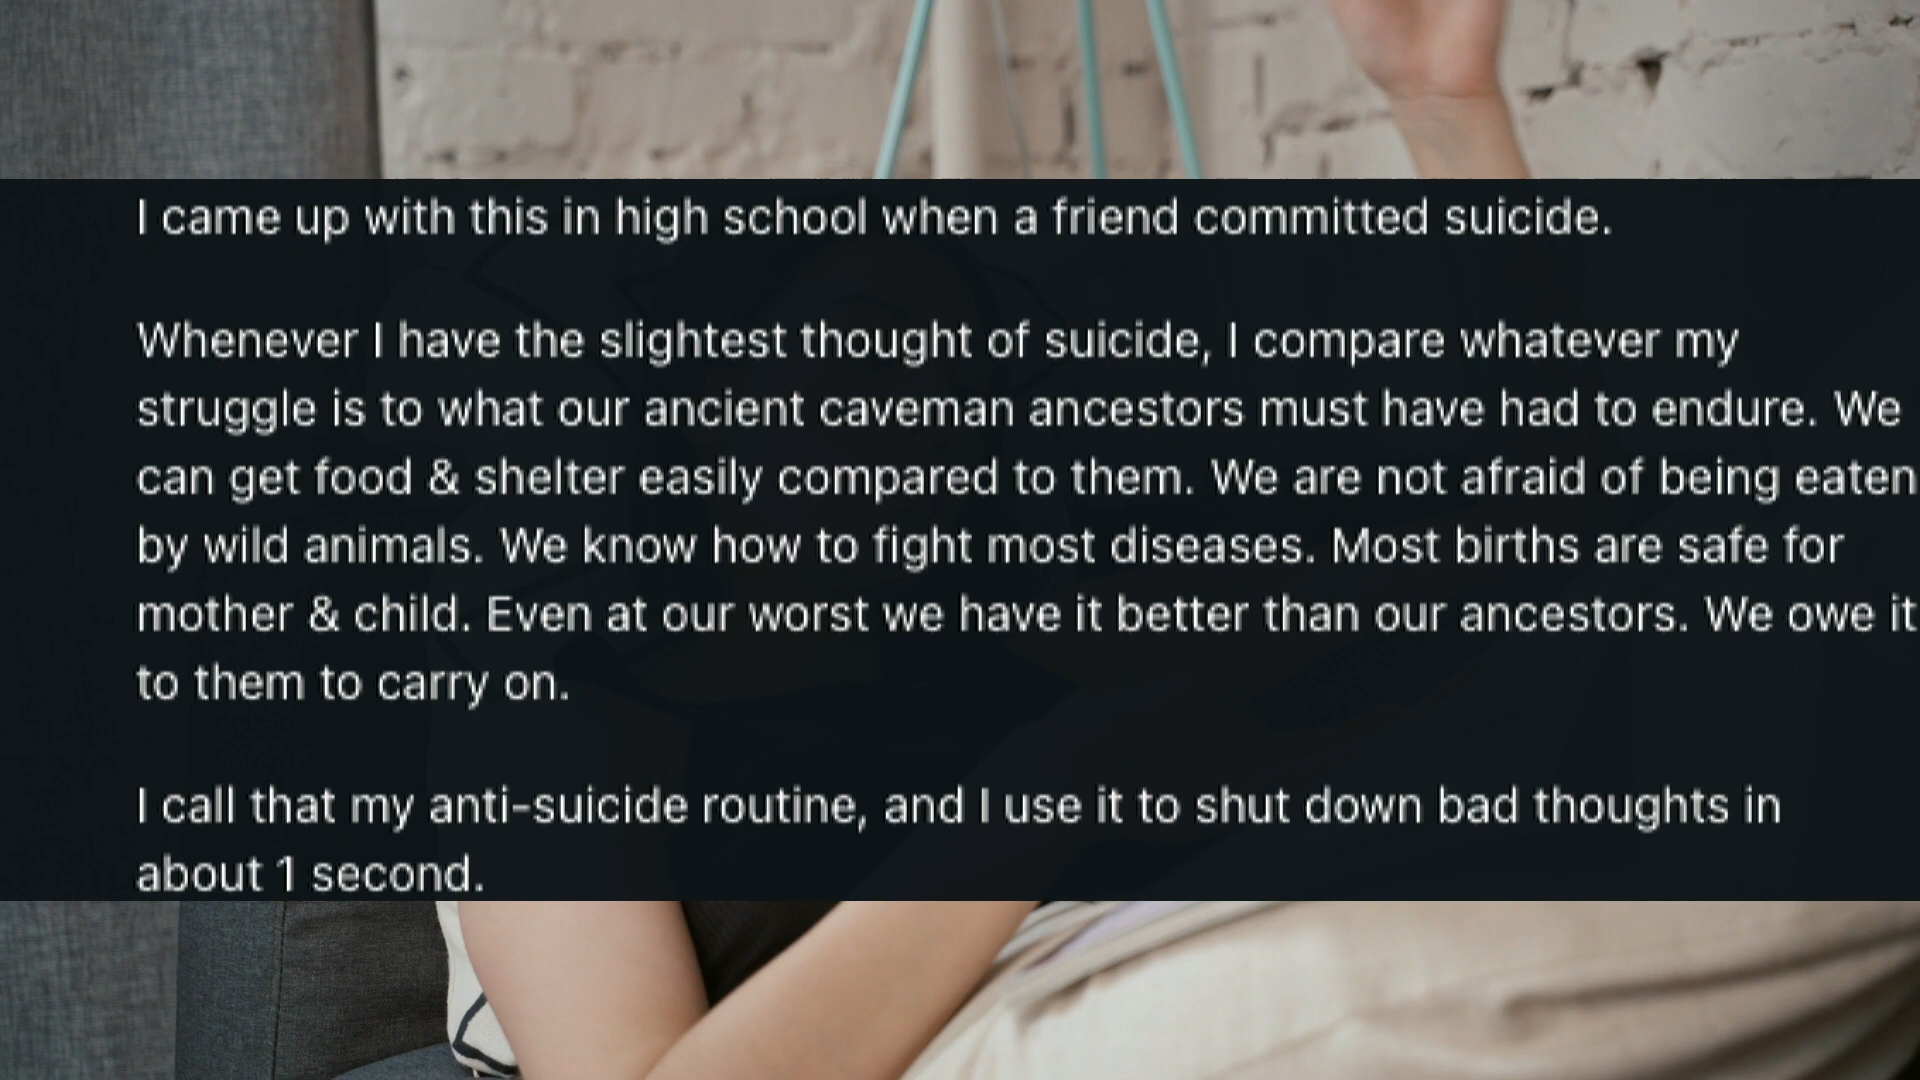 I came up with this in high school when a friend committed suicide.
Whenever I have the slightest thought of suicide, I compare whatever my
struggle is to what our ancient caveman ancestors must have had to endure. We
can get food & shelter easily compared to them. We are not afraid of being eaten
by wild animals. We know how to fight most diseases. Most births are safe for
mother & child. Even at our worst we have it better than our ancestors. We owe it
to them to carry on.
I call that my anti-suicide routine, and I use it to shut down bad thoughts in
about 1 second.